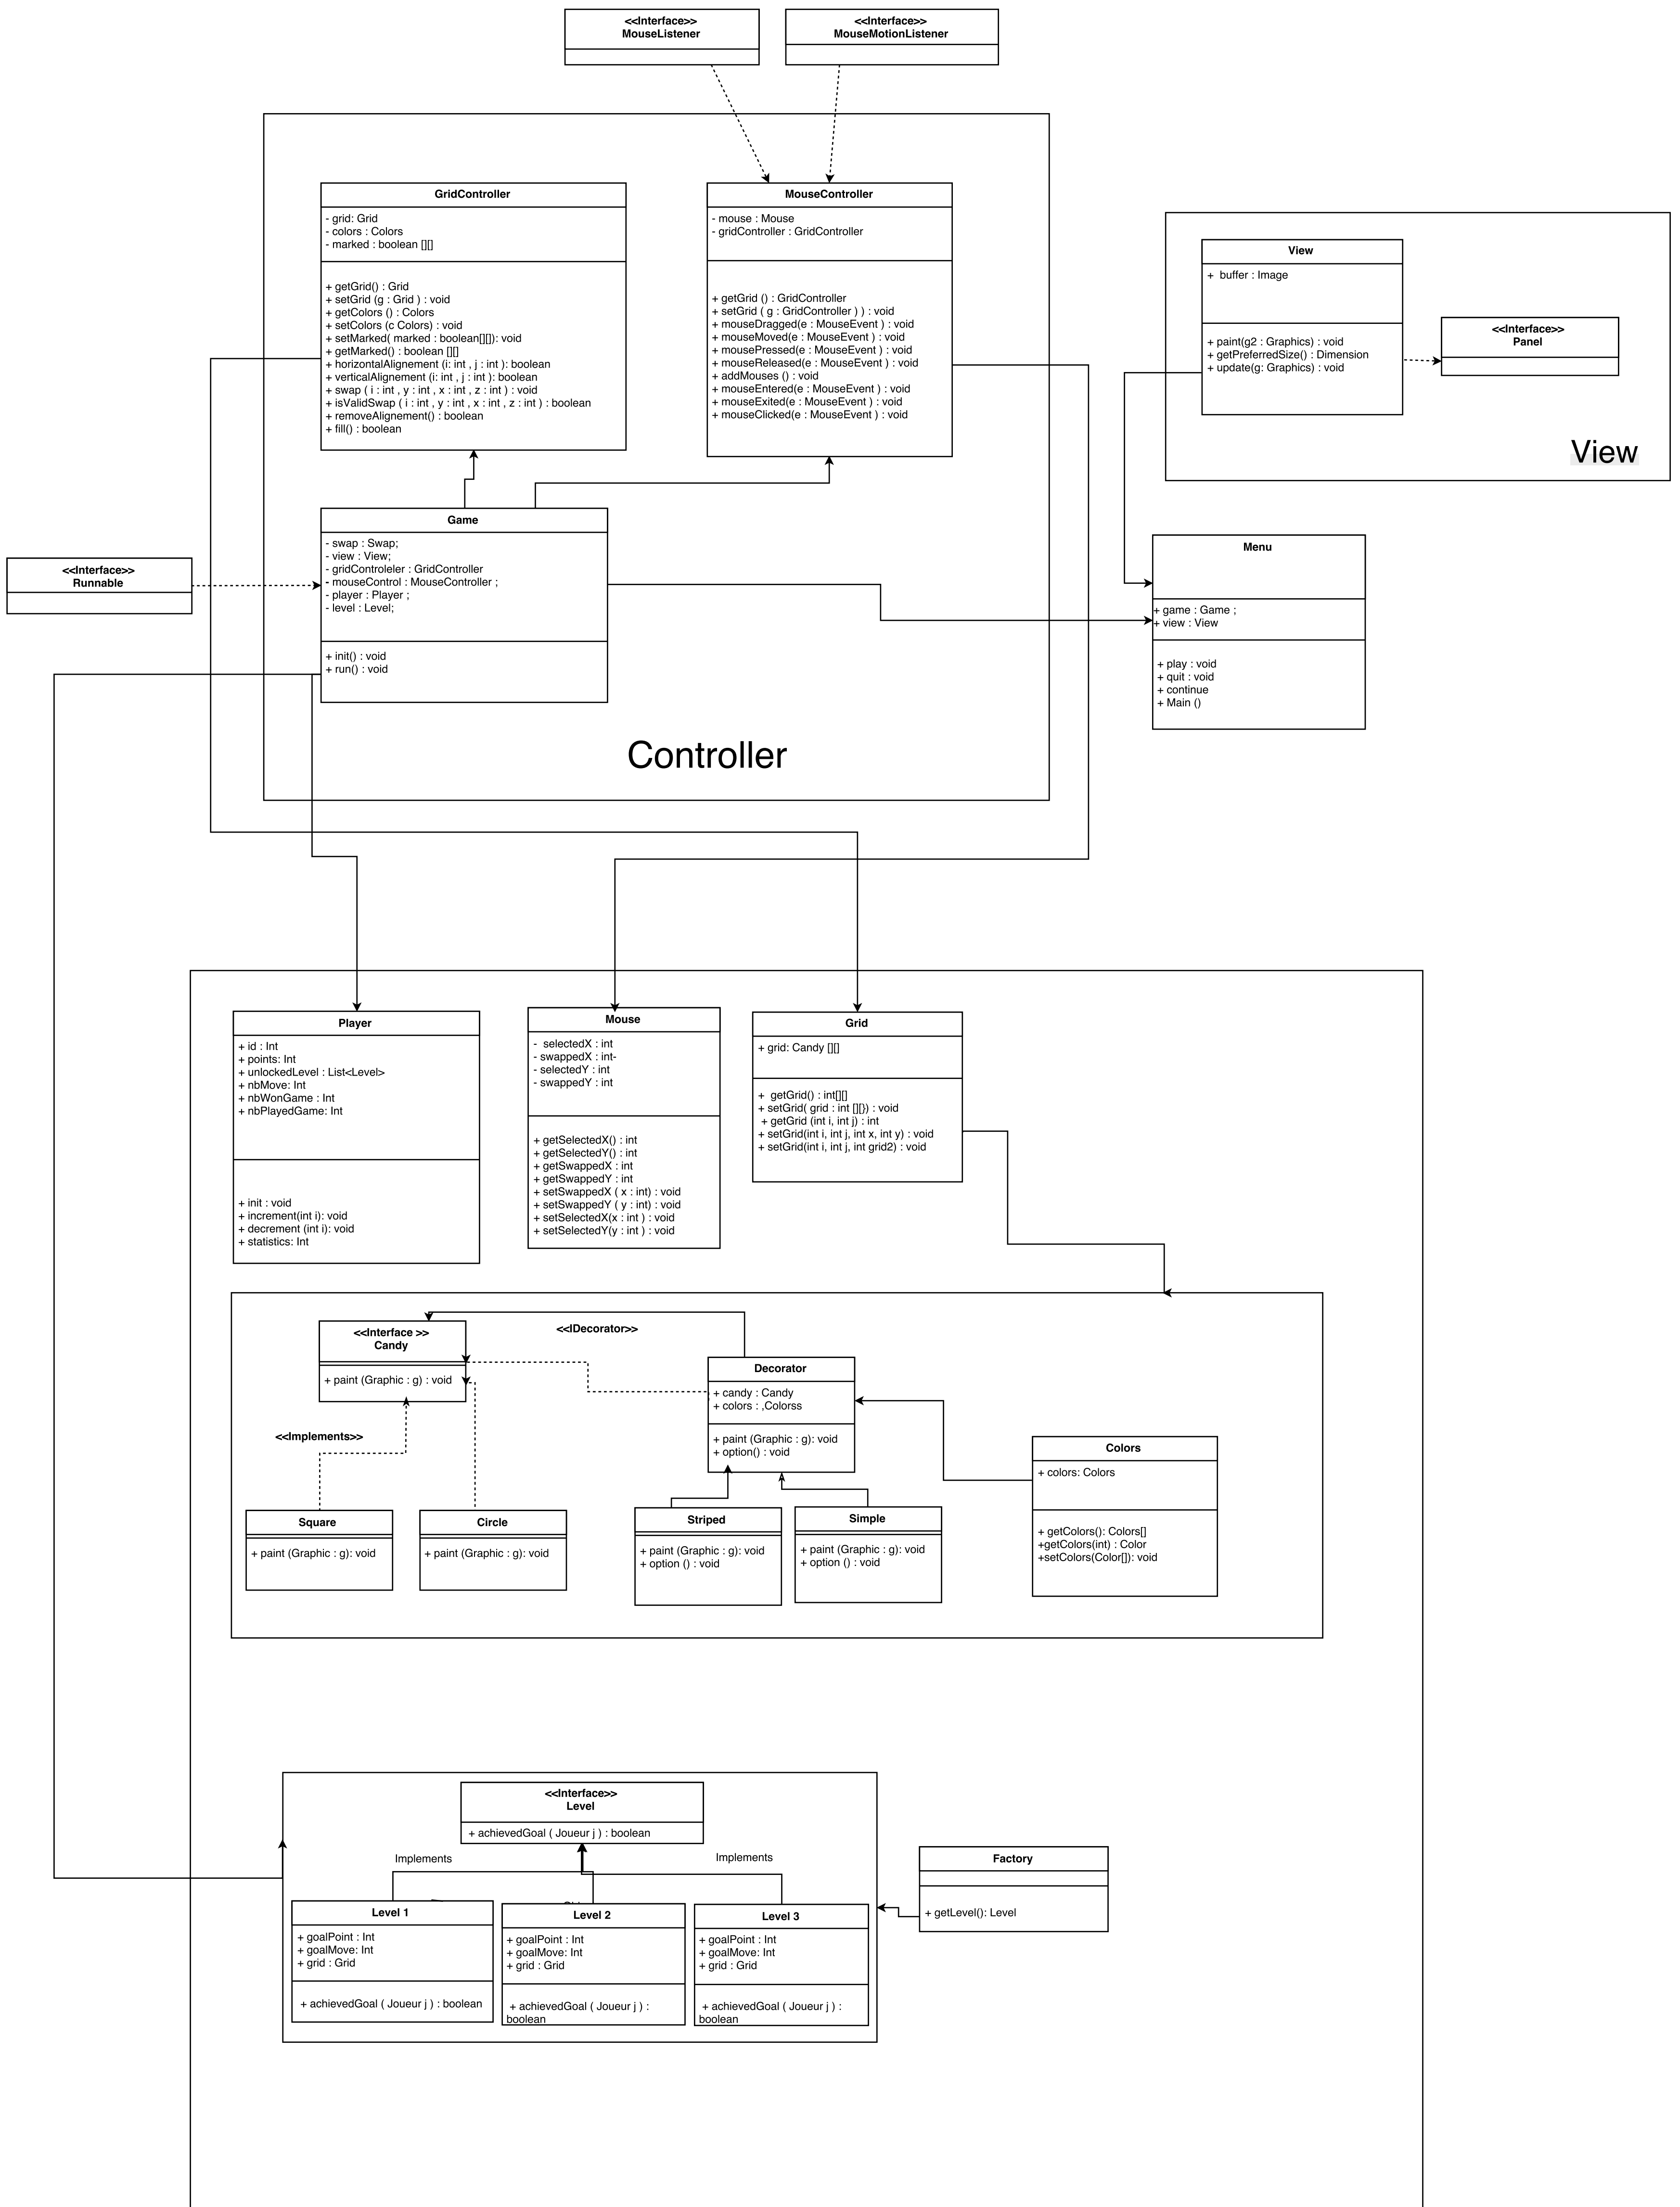 <<Interface>>
MouseListener
<<Interface>>
MouseMotionListener
GridController
- grid: Grid
- colors : Colors
- marked : boolean [][]
+ getGrid() : Grid
+ setGrid (g : Grid ) : void
+ getColors () : Colors
+ setColors (c Colors) : void
+ setMarked( marked : boolean[][]): void
+ getMarked() : boolean [][]
+ horizontalAlignement (i: int , j : int ): boolean
+ verticalAlignement (i: int , j : int ): boolean
+ swap ( i : int , y : int , x : int , z : int ) : void
+ isValidSwap ( i : int , y : int , x : int , z : int ) : boolean
+ removeAlignement() : boolean
+ fill() : boolean
MouseController
- mouse : Mouse
- gridController : GridController
+ getGrid () : GridController
+ setGrid ( g : GridController ) ) : void
+ mouseDragged(e : MouseEvent ) : void
+ mouseMoved(e : MouseEvent ) : void
+ mousePressed(e : MouseEvent ) : void
+ mouseReleased(e : MouseEvent ) : void
+ addMouses () : void
+ mouseEntered(e : MouseEvent ) : void
+ mouseExited(e : MouseEvent ) : void
+ mouseClicked(e : MouseEvent ) : void
View
+ buffer : Image
+ paint(g2 : Graphics) : void
+ getPreferredSize() : Dimension
+ update(g: Graphics) : void
<<Interface>>
Panel
View
<<Interface>>
Runnable
Game
- swap : Swap;
- view : View;
- gridControleler : GridController
- mouseControl : MouseController ;
- player : Player ;
- level : Level;
+ init() : void
+ run() : void
Menu
+ game : Game ;
+ view : View
+ play : void
+ quit : void
+ continue
+ Main ()
Controller
Player
+ id : Int
+ points: Int
+ unlockedLevel : List<Level>
+ nbMove: Int
+ nbWonGame : Int
+ nbPlayedGame: Int
+ init : void
+ increment(int i): void
+ decrement (int i): void
+ statistics: Int
Mouse
- selectedX : int
- swappedX : int-
- selectedY : int
- swappedY : int
+ getSelectedX() : int
+ getSelectedY() : int
+ getSwappedX : int
+ getSwappedY : int
+ setSwappedX ( x : int) : void
+ setSwappedY ( y : int) : void
+ setSelectedX(x : int ) : void
+ setSelectedY(y : int ) : void
Grid
+ grid: Candy [][]
+ getGrid() : int[][]
+ setGrid( grid : int [][}) : void
+ getGrid (int i, int j) : int
+ setGrid(int i, int j, int x, int y) : void
+ setGrid(int i, int j, int grid2) : void
<<Interface >>
Candy
+ paint (Graphic : g) : void
<<IDecorator>>
Decorator
+ candy : Candy
+ colors : ,Colorss
+ paint (Graphic : g): void
+ option() : void
<<Implements>>
Colors
+ colors: Colors
+ getColors(): Colors[]
+getColors(int) : Color
+setColors(Color[]): void
Square
+ paint (Graphic : g): void
Circle
+ paint (Graphic : g): void
Striped
+ paint (Graphic : g): void
+ option () : void
Simple
+ paint (Graphic : g): void
+ option () : void
<<Interface>>
Level
+ achievedGoal ( Joueur j ) : boolean
Implements
Implements
Factory
+ getLevel(): Level
Level 1
+ goalPoint : Int
+ goalMove: Int
+ grid : Grid
+ achievedGoal ( Joueur j ) : boolean
Level 2
+ goalPoint : Int
+ goalMove: Int
+ grid : Grid
+ achievedGoal ( Joueur j ) :
boolean
Level 3
+ goalPoint : Int
+ goalMove: Int
+ grid : Grid
+ achievedGoal ( Joueur j ) :
boolean